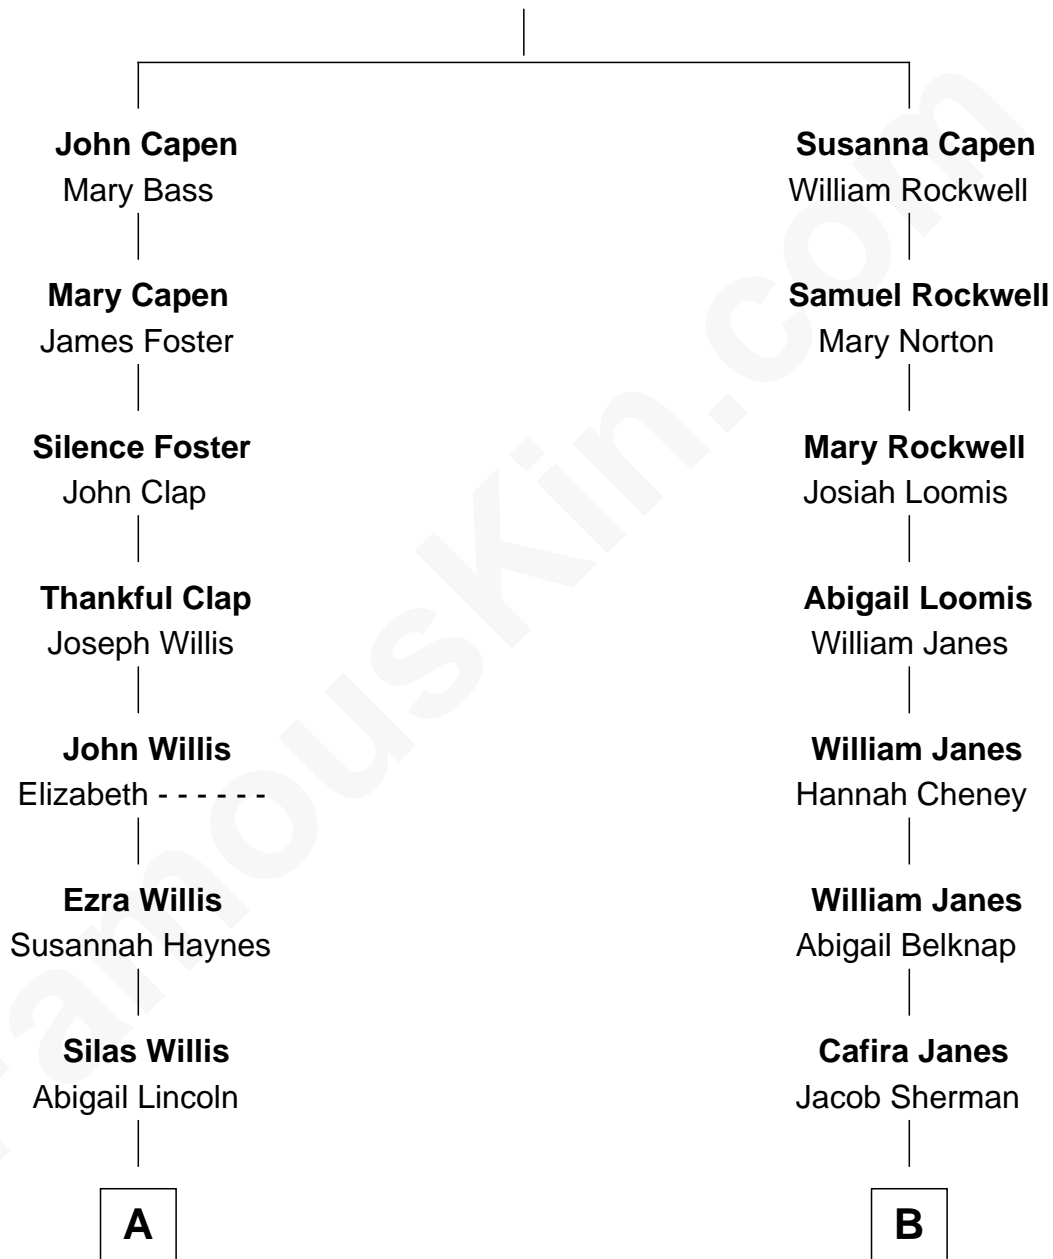 John Capen
Mary Bass
Mary Capen
James Foster
Silence Foster
John Clap
Thankful Clap
Joseph Willis
John Willis
Elizabeth - - - - - -
Ezra Willis
Susannah Haynes
Silas Willis
Abigail Lincoln
A
Susanna Capen
William Rockwell
Samuel Rockwell
Mary Norton
Mary Rockwell
Josiah Loomis
Abigail Loomis
William Janes
William Janes
Hannah Cheney
William Janes
Abigail Belknap
Cafira Janes
Jacob Sherman
B
FamousKin.com